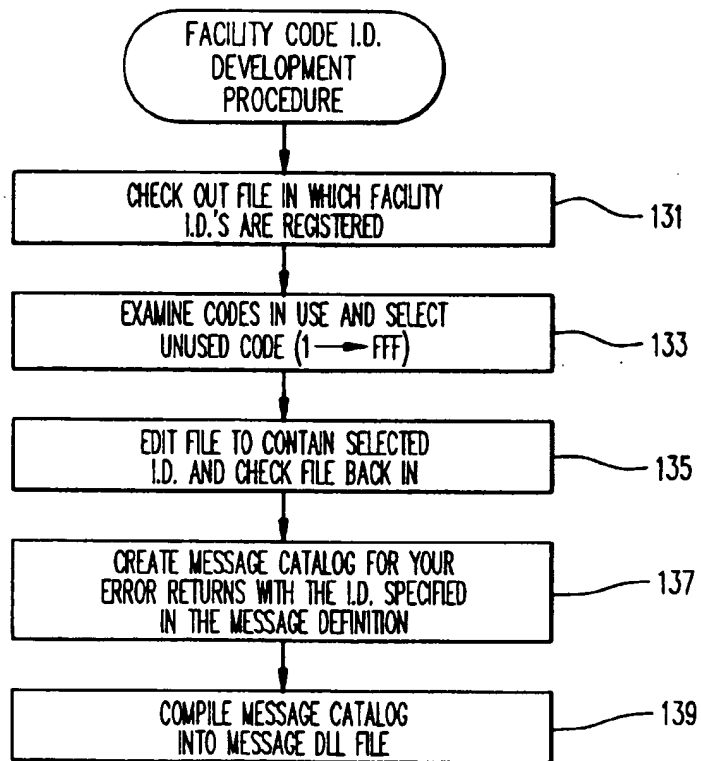 FACILITY CODE I.D.
DEVELOPMENT
PROCEDURE
CHECK OUT FILE IN WHICH FACILITY
I.D.'S ARE REGISTERED
131
EXAMINE CODES IN USE AND SELECT
UNUSED CODE (1 → FFF)
133
EDIT FILE TO CONTAIN SELECTED
I.D. AND CHECK FILE BACK IN
135
CREATE MESSAGE CATALOG FOR YOUR
ERROR RETURNS WITH THE I.D. SPECIFIED
IN THE MESSAGE DEFINITION
137
COMPILE MESSAGE CATALOG
INTO MESSAGE DLL FILE
139